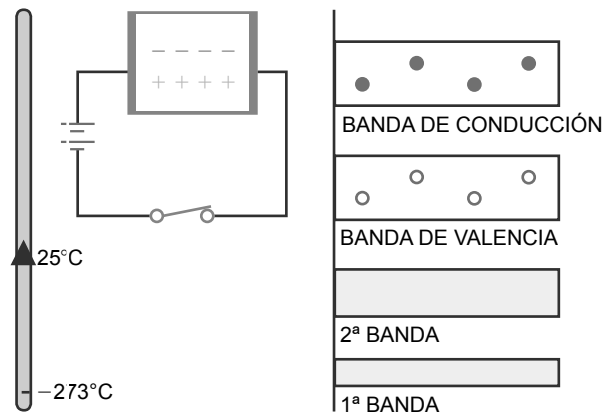 − − − −
+ + + +
25°C
−273°C
BANDA DE CONDUCCIÓN
BANDA DE VALENCIA
2ª BANDA
1ª BANDA